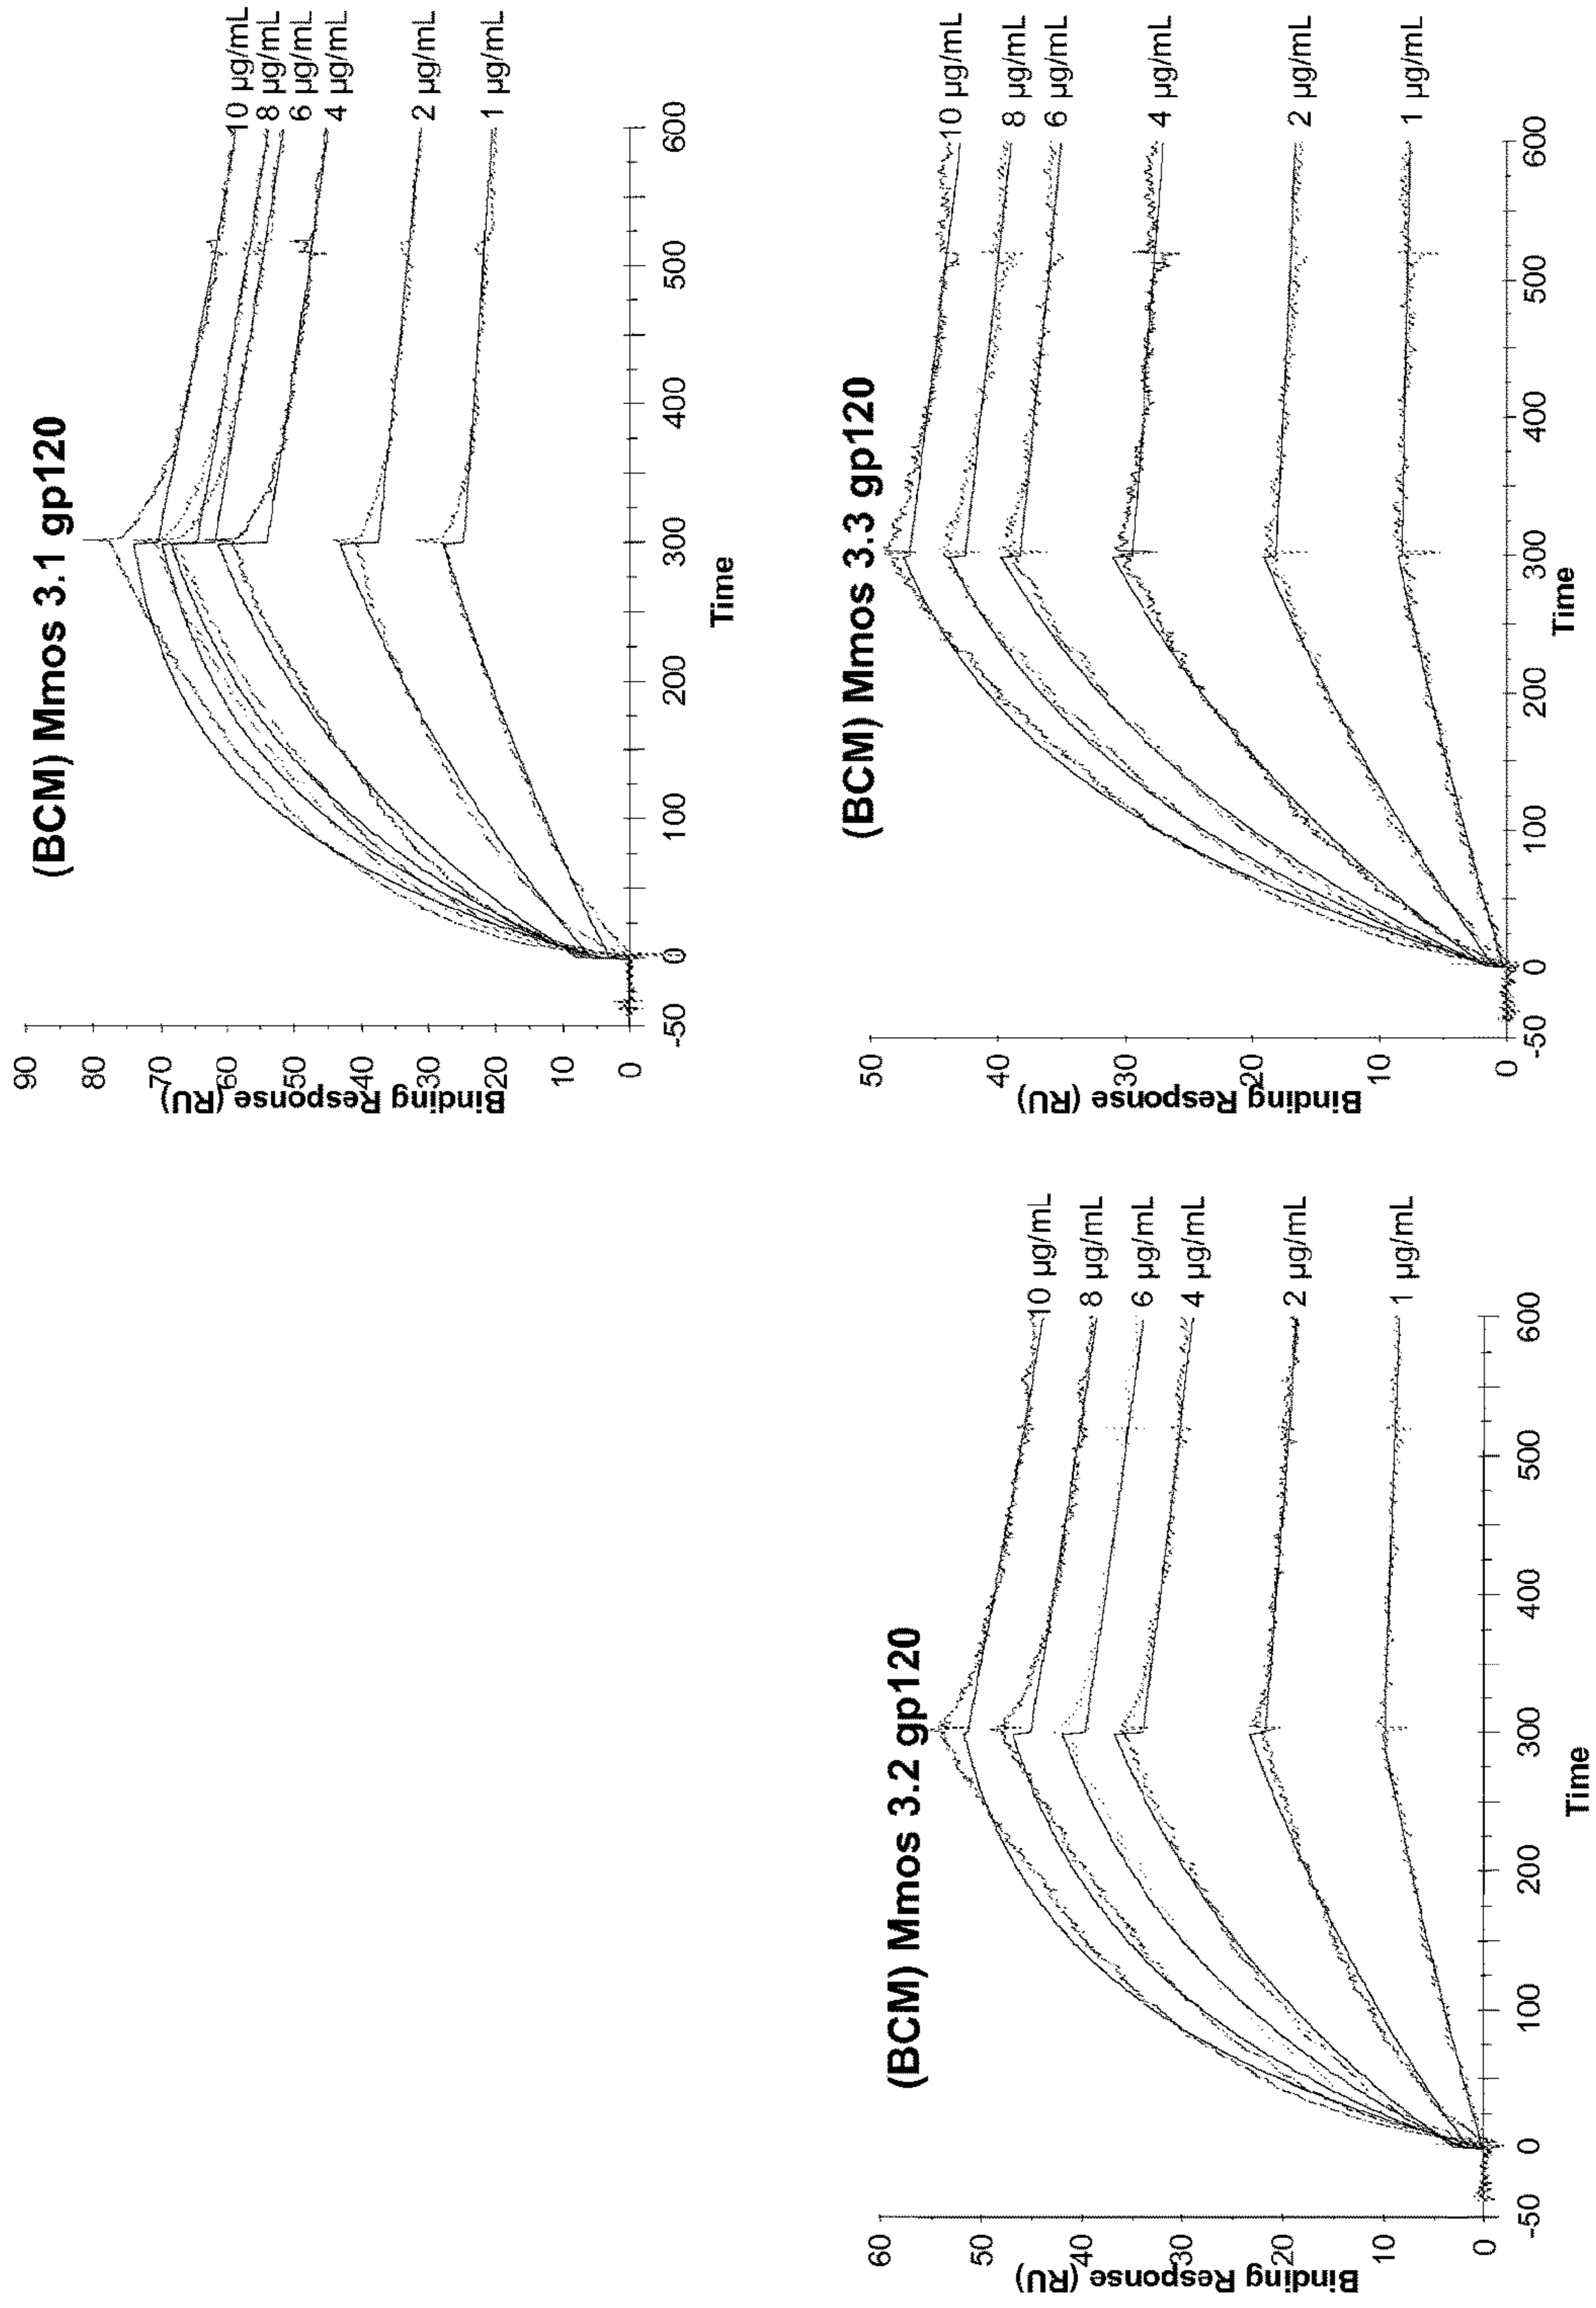 (BCM) Mmos 3.1 gp120
Binding Response (RU)
90
80
70
60
50
40
30
20
10
0
10 µg/mL
8 µg/mL
6 µg/mL
4 µg/mL
2 µg/mL
1 µg/mL
-50 0 100 200 300 400 500 600
Time
(BCM) Mmos 3.2 gp120
Binding Response (RU)
60
50
40
30
20
10
0
10 µg/mL
8 µg/mL
6 µg/mL
4 µg/mL
2 µg/mL
1 µg/mL
-50 0 100 200 300 400 500 600
Time
(BCM) Mmos 3.3 gp120
Binding Response (RU)
50
40
30
20
10
0
10 µg/mL
8 µg/mL
6 µg/mL
4 µg/mL
2 µg/mL
1 µg/mL
-50 0 100 200 300 400 500 600
Time